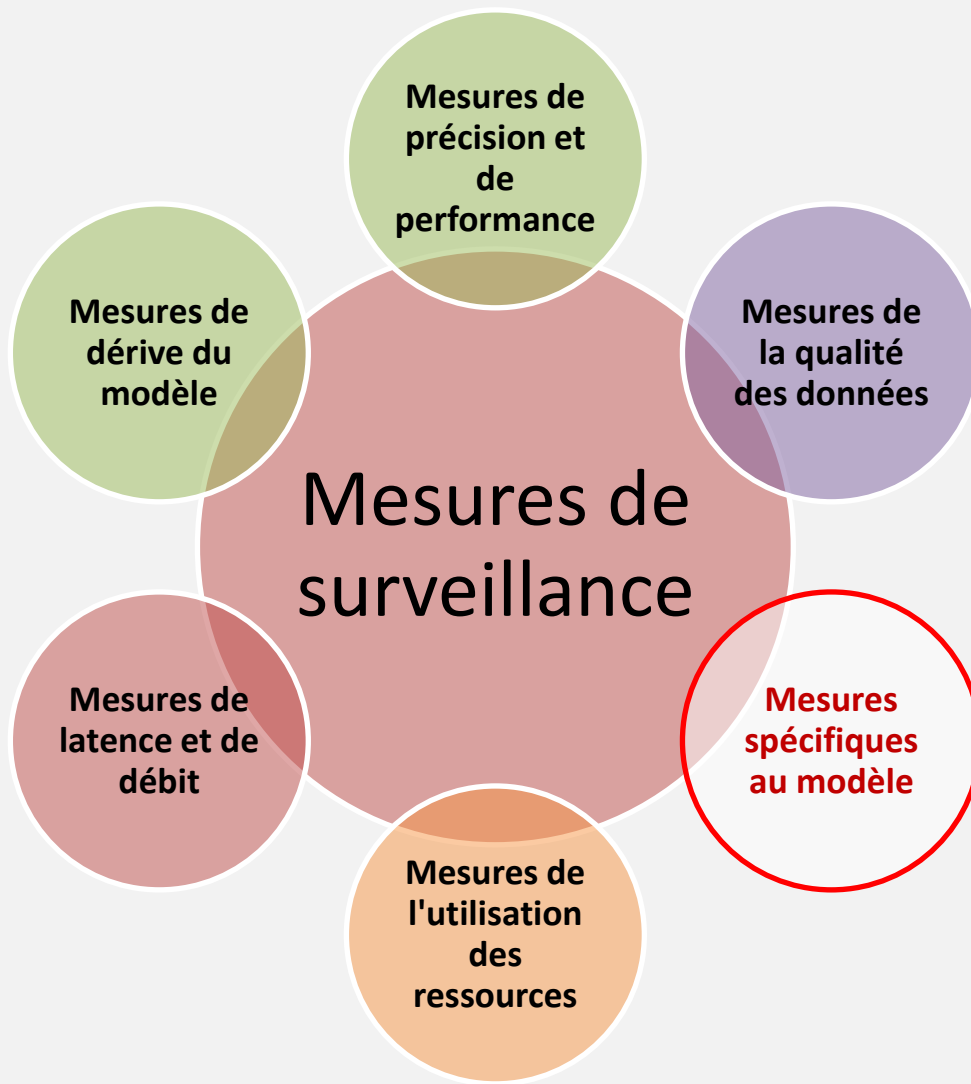 Mesures de
précision et
de
performance
Mesures de
dérive du
modèle
Mesures de
la qualité
des données
Mesures de
surveillance
Mesures de
latence et de
débit
Mesures
spécifiques
au modèle
Mesures de
l'utilisation
des
ressources